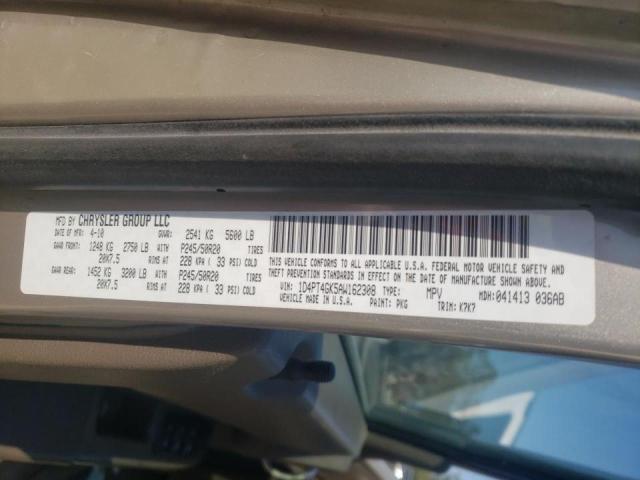 MFD BY CHRYSLER GROUP LLC
DATE OF MFR: 4-10 GVWR: 2541 KG 5600 LB
GAWR FRONT: 1248 KG 2750 LB WITH P245/50R20 TIRES
20X7.5 RIMS AT 228 KPA ( 33 PSI) COLD
GAWR REAR: 1452 KG 3200 LB WITH P245/50R20 TIRES
20X7.5 RIMS AT 228 KPA ( 33 PSI) COLD
THIS VEHICLE CONFORMS TO ALL APPLICABLE U.S.A. FEDERAL MOTOR VEHICLE SAFETY AND
THEFT PREVENTION STANDARDS IN EFFECT ON THE DATE OF MANUFACTURE SHOWN ABOVE.
VIN: 1D4PT4GK5AW162308 TYPE: MPV MDH: 041413 036AB
MADE IN U.S.A. PAINT: PKG TRIM: K7K7